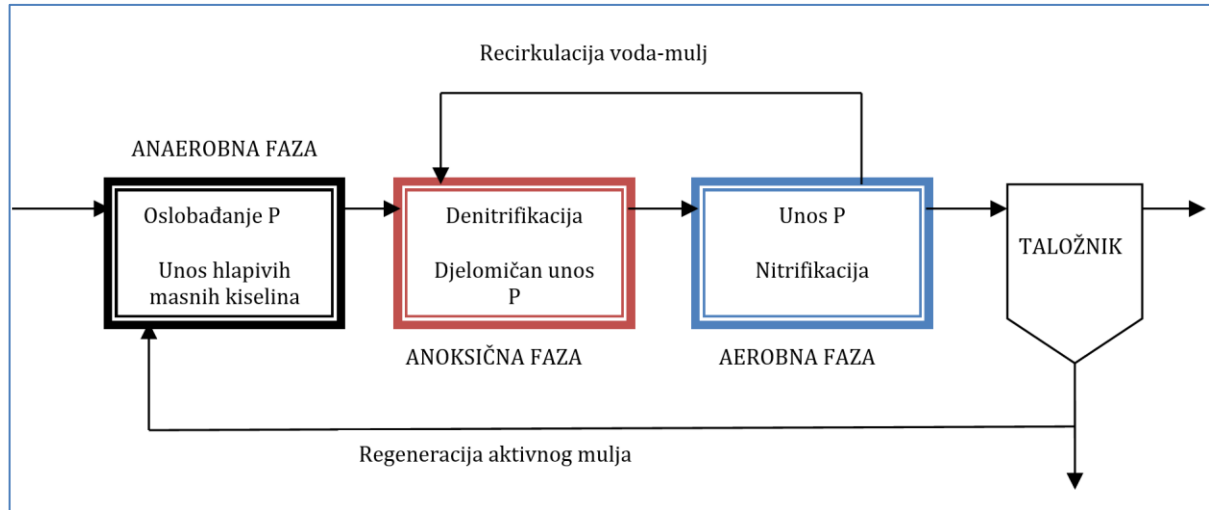 Recirkulacija voda-mulj
ANAEROBNA FAZA
Oslobađanje P
Unos hlapivih
masnih kiselina
Denitrifikacija
Djelomičan unos
P
Unos P
Nitrifikacija
TALOŽNIK
ANOKSIČNA FAZA
AEROBNA FAZA
Regeneracija aktivnog mulja